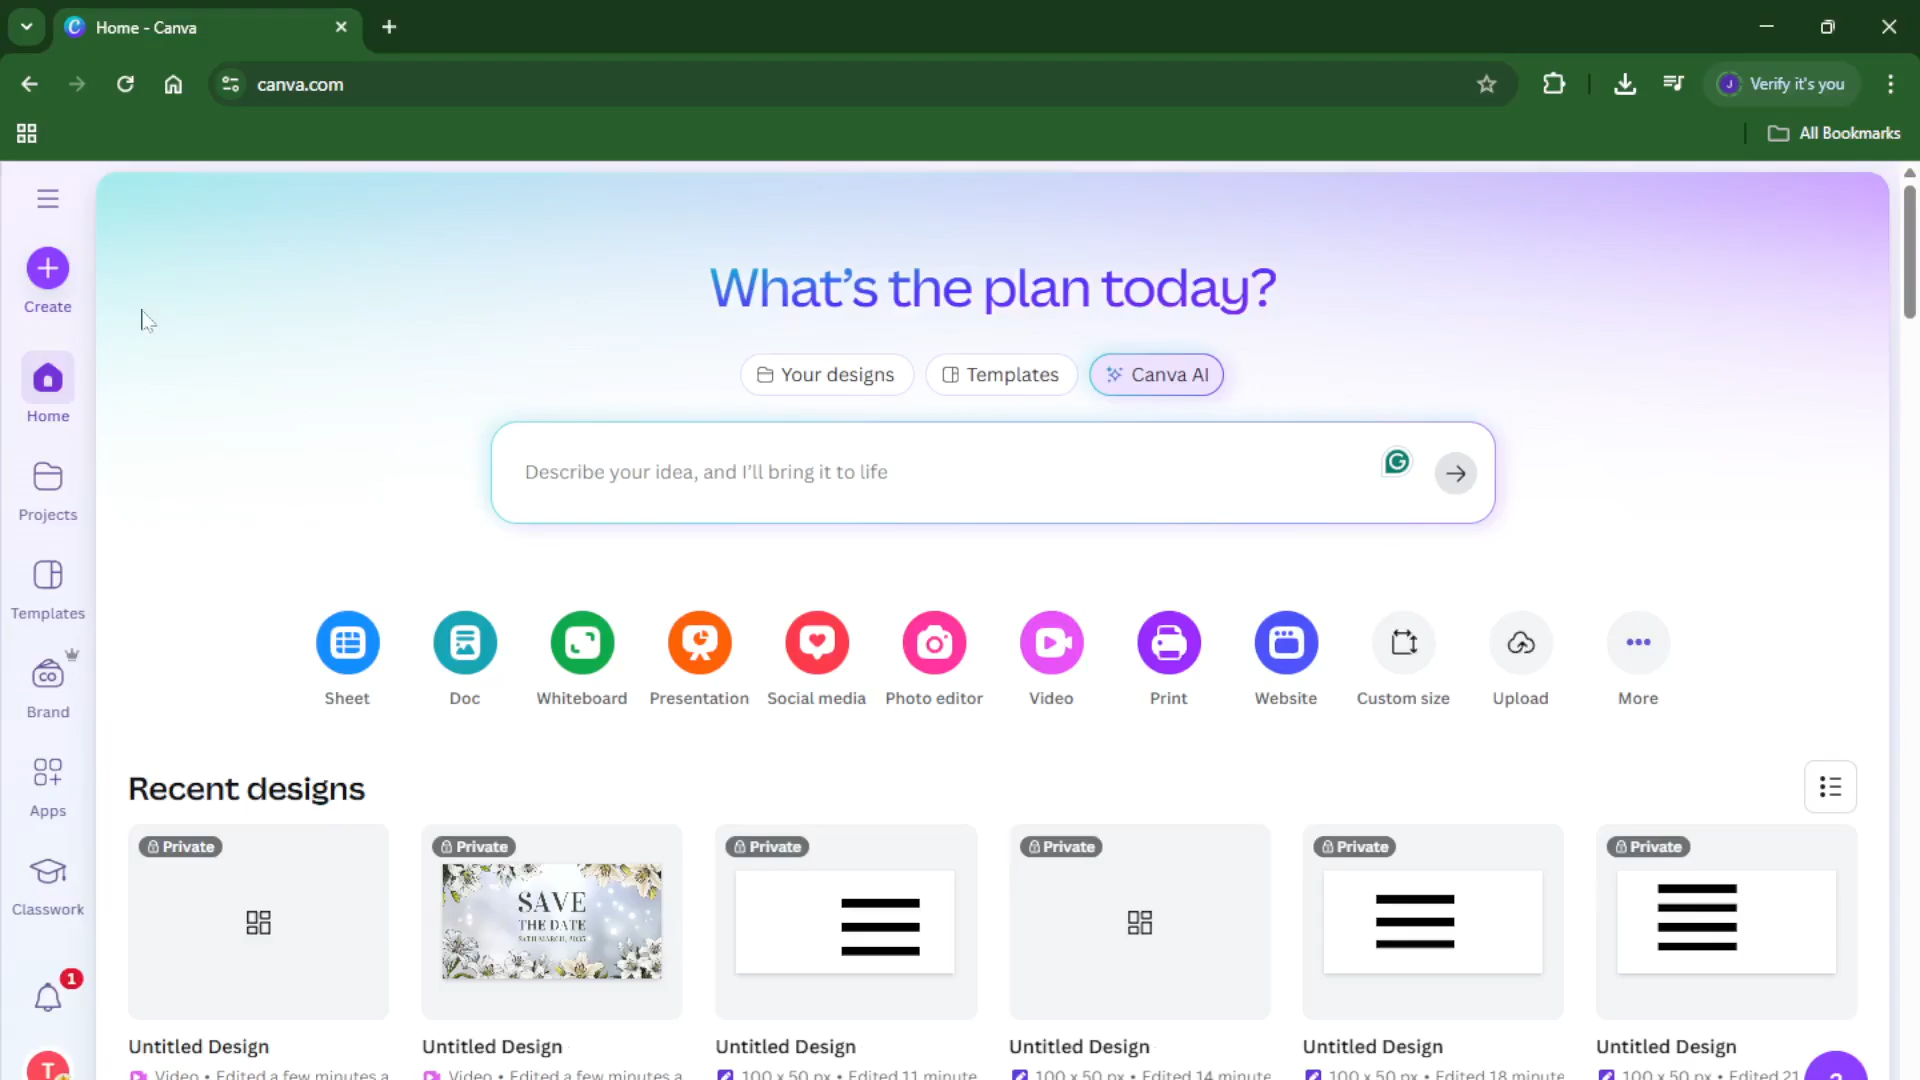 Home - Canva
canva.com
Verify it's you
All Bookmarks
Create
Home
Projects
Templates
Brand
Apps
Classwork
1
What's the plan today?
Your designs
Templates
Canva AI
Describe your idea, and I'll bring it to life
Sheet
Doc
Whiteboard
Presentation
Social media
Photo editor
Video
Print
Website
Custom size
Upload
More
Recent designs
Private
Private
SAVE
THE DATE
Private
Private
Private
Private
Untitled Design
Untitled Design
Untitled Design
Untitled Design
Untitled Design
Untitled Design
Video • Edited a few minutes a
Video • Edited a few minutes a
100 x 50 px • Edited 11 minute
100 x 50 px • Edited 14 minute
100 x 50 px • Edited 18 minute
100 x 50 px • Edited 21